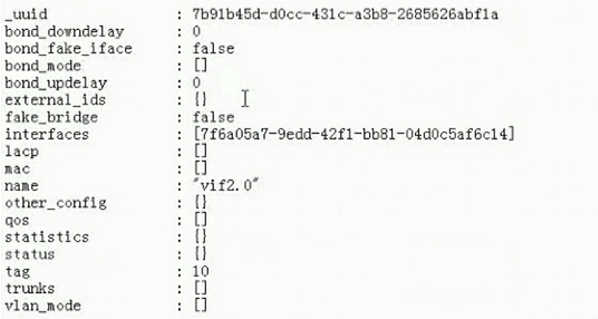 _uuid : 7b91b45d-d0cc-431c-a3b8-2685626abf1a
bond_downdelay : 0
bond_fake_iface : false
bond_mode : []
bond_updelay : 0
external_ids : {}
fake_bridge : false
interfaces : [7f6a05a7-9edd-42f1-bb81-04d0c5af6c14]
lacp : []
mac : []
name : "vif2.0"
other_config : {}
qos : []
statistics : {}
status : {}
tag : 10
trunks : []
vlan_mode : []